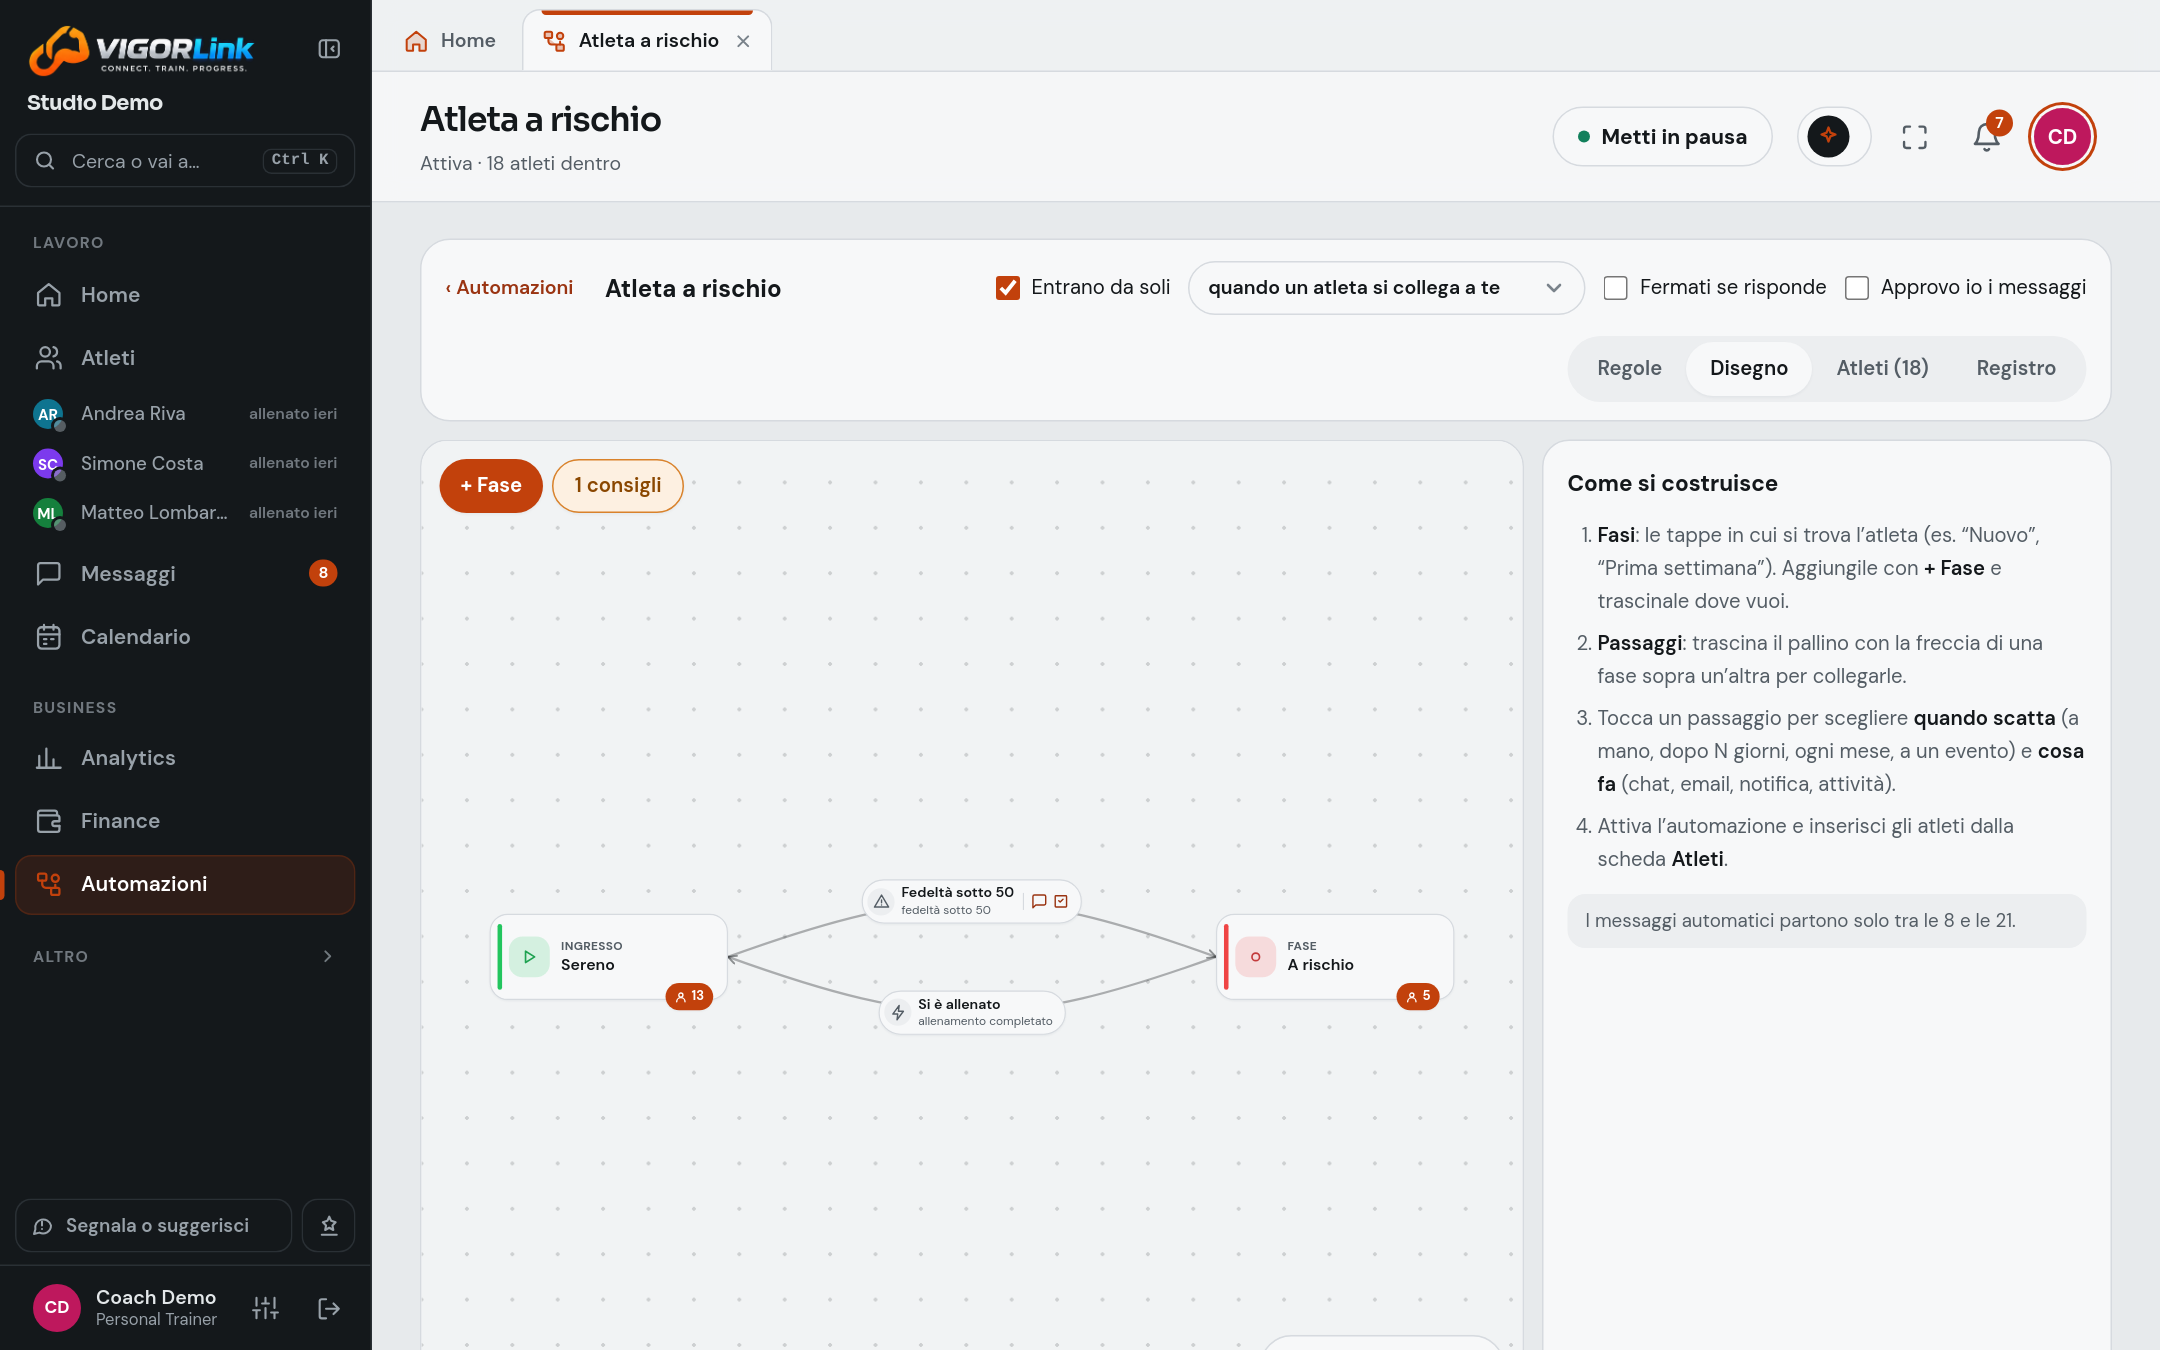 VIGORLink
CONNECT. TRAIN. PROGRESS.
Studio Demo
Cerca o vai a...
Ctrl K
LAVORO
Home
Atleti
AR
Andrea Riva
allenato ieri
SC
Simone Costa
allenato ieri
ML
Matteo Lombar...
allenato ieri
Messaggi
8
Calendario
BUSINESS
Analytics
Finance
Automazioni
ALTRO
Segnala o suggerisci
CD
Coach Demo
Personal Trainer
Home
Atleta a rischio
Atleta a rischio
Attiva · 18 atleti dentro
Metti in pausa
7
CD
‹ Automazioni
Atleta a rischio
Entrano da soli
quando un atleta si collega a te
Fermati se risponde
Approvo io i messaggi
Regole
Disegno
Atleti (18)
Registro
+ Fase
1 consigli
INGRESSO
Sereno
13
Fedeltà sotto 50
fedeltà sotto 50
Si è allenato
allenamento completato
FASE
A rischio
5
Come si costruisce
1. Fasi: le tappe in cui si trova l’atleta (es. “Nuovo”,
“Prima settimana”). Aggiungile con + Fase e
trascinale dove vuoi.
2. Passaggi: trascina il pallino con la freccia di una
fase sopra un’altra per collegarle.
3. Tocca un passaggio per scegliere quando scatta (a
mano, dopo N giorni, ogni mese, a un evento) e cosa
fa (chat, email, notifica, attività).
4. Attiva l’automazione e inserisci gli atleti dalla
scheda Atleti.
I messaggi automatici partono solo tra le 8 e le 21.